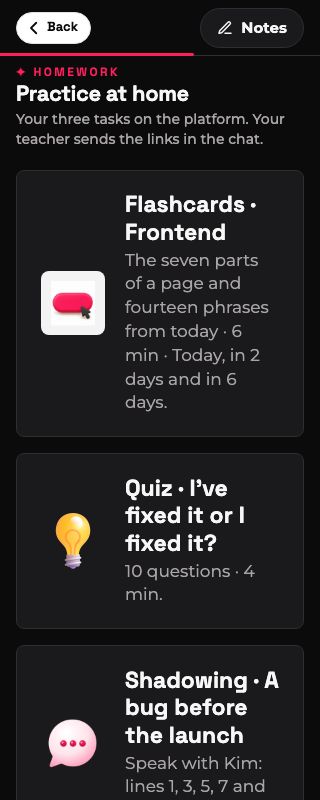 Back
Notes
HOMEWORK
Practice at home
Your three tasks on the platform. Your
teacher sends the links in the chat.
Flashcards ·
Frontend
The seven parts
of a page and
fourteen phrases
from today · 6
min · Today, in 2
days and in 6
days.
Quiz · I’ve
fixed it or I
fixed it?
10 questions · 4
min.
Shadowing · A
bug before
the launch
Speak with Kim:
lines 1, 3, 5, 7 and